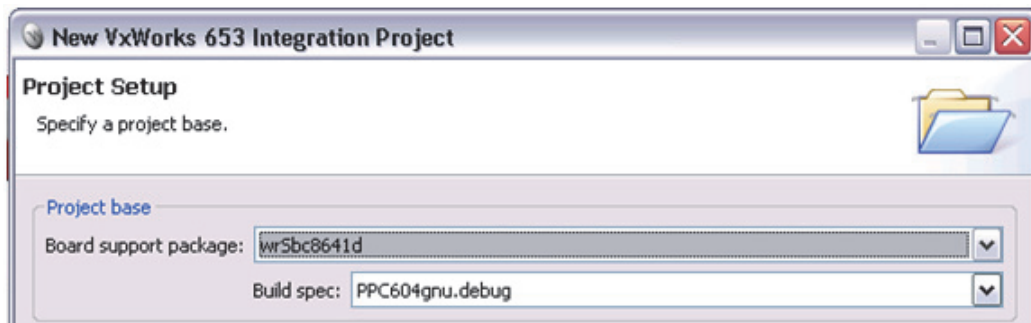 New VxWorks 653 Integration Project
Project Setup
Specify a project base.
Project base
Board support package: wrSbc8641d
Build spec: PPC604gnu.debug